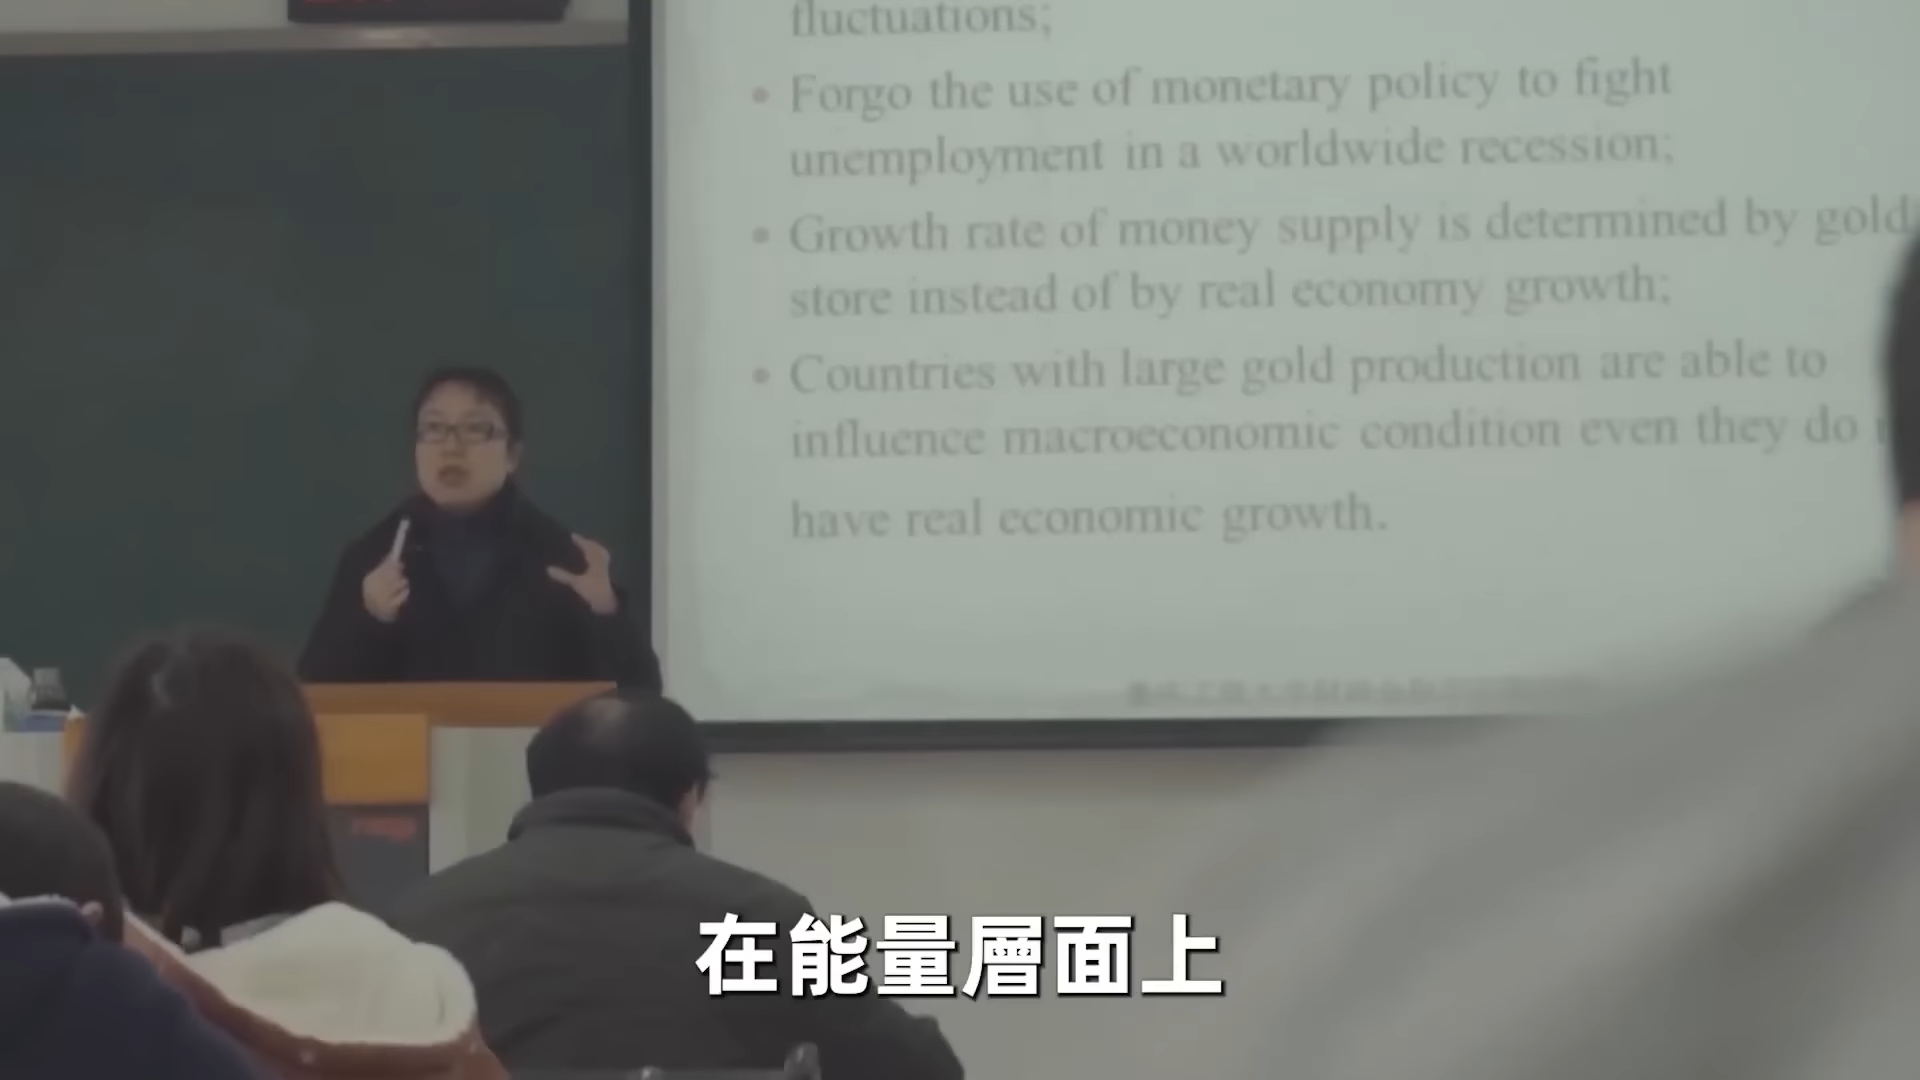 fluctuations;
• Forgo the use of monetary policy to fight
unemployment in a worldwide recession;
• Growth rate of money supply is determined by gold
store instead of by real economy growth;
• Countries with large gold production are able to
influence macroeconomic condition even they do
have real economic growth.
在能量層面上